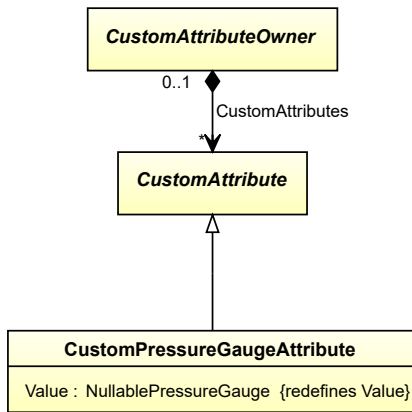 CustomAttributeOwner
0..1
CustomAttributes
*
CustomAttribute
CustomPressureGaugeAttribute
Value : NullablePressureGauge {redefines Value}